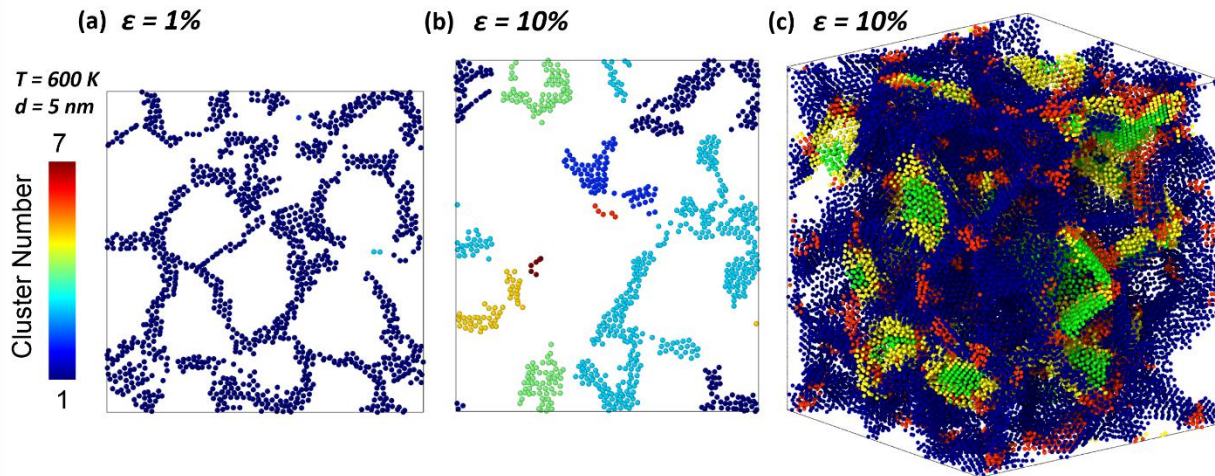 (a) ε = 1%
(b) ε = 10%
(c) ε = 10%
T = 600 K
d = 5 nm
7
Cluster Number
1